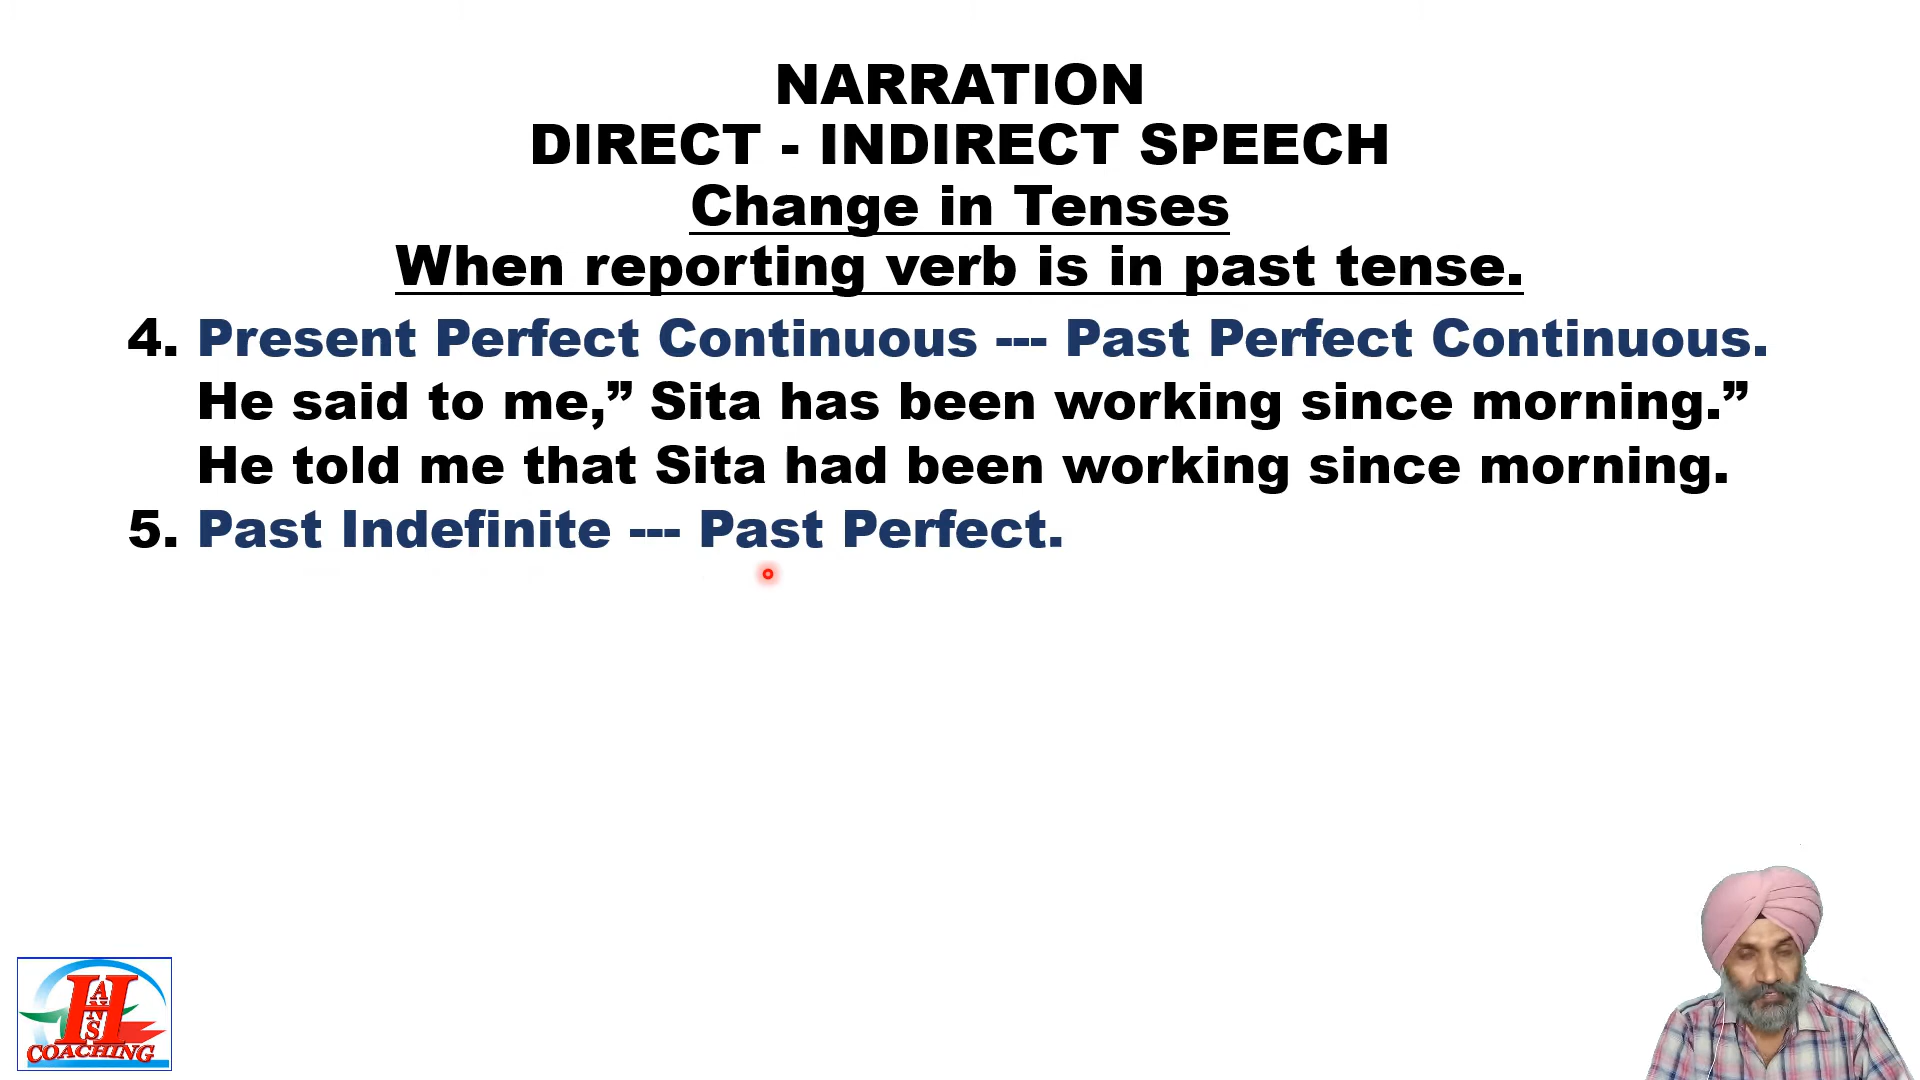 NARRATION
DIRECT - INDIRECT SPEECH
Change in Tenses
When reporting verb is in past tense.
4. Present Perfect Continuous --- Past Perfect Continuous.
He said to me,” Sita has been working since morning.”
He told me that Sita had been working since morning.
5. Past Indefinite --- Past Perfect.
HANS
COACHING